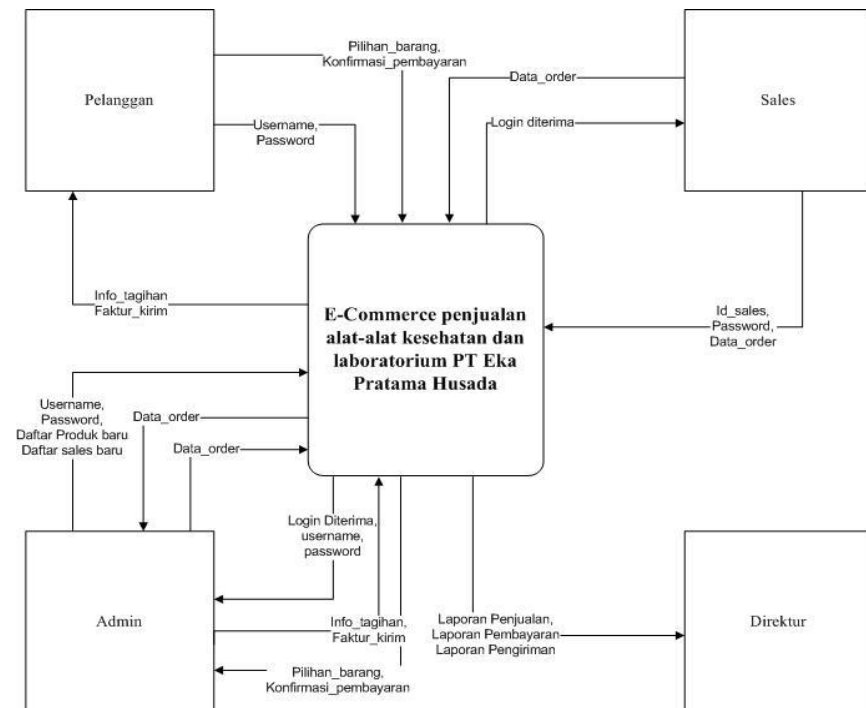 Pilihan_barang,
Konfirmasi_pembayaran
Pelanggan
Data_order
Sales
Username,
Password
Login diterima
Info_tagihan
Faktur_kirim
E-Commerce penjualan
alat-alat kesehatan dan
laboratorium PT Eka
Pratama Husada
Id_sales,
Password,
Data_order
Username,
Password,
Daftar Produk baru
Daftar sales baru
Data_order
Data_order
Login Diterima,
username,
password
Admin
Info_tagihan,
Faktur_kirim
Laporan Penjualan,
Laporan Pembayaran
Laporan Pengiriman
Direktur
Pilihan_barang,
Konfirmasi_pembayaran